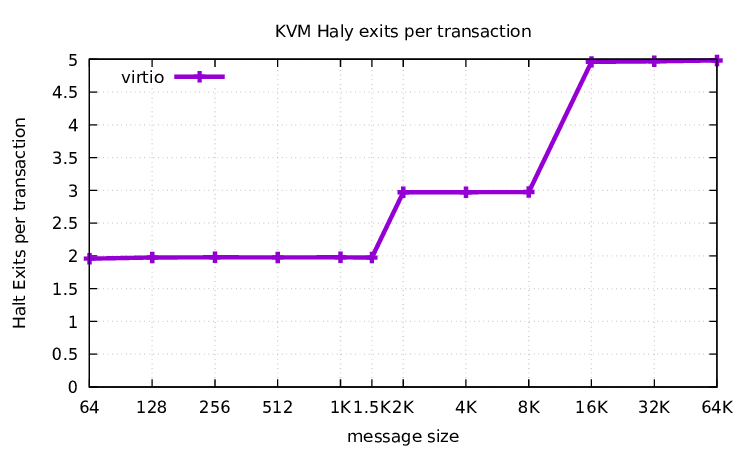 KVM Haly exits per transaction
virtio
Halt Exits per transaction
5
4.5
4
3.5
3
2.5
2
1.5
1
0.5
0
64 128 256 512 1K 1.5K 2K 4K 8K 16K 32K 64K
message size